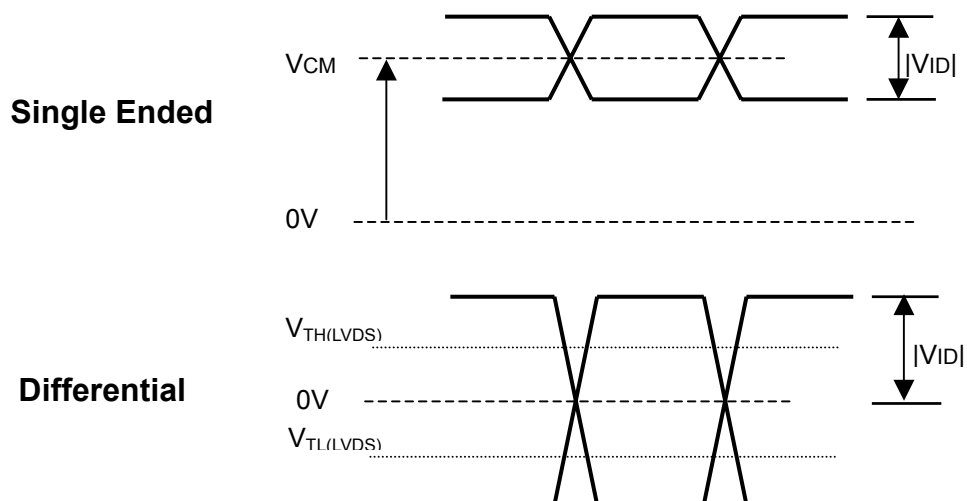 VCM
|VID|
Single Ended
0V
VTH(LVDS)
|VID|
Differential
0V
VTL(LVDS)